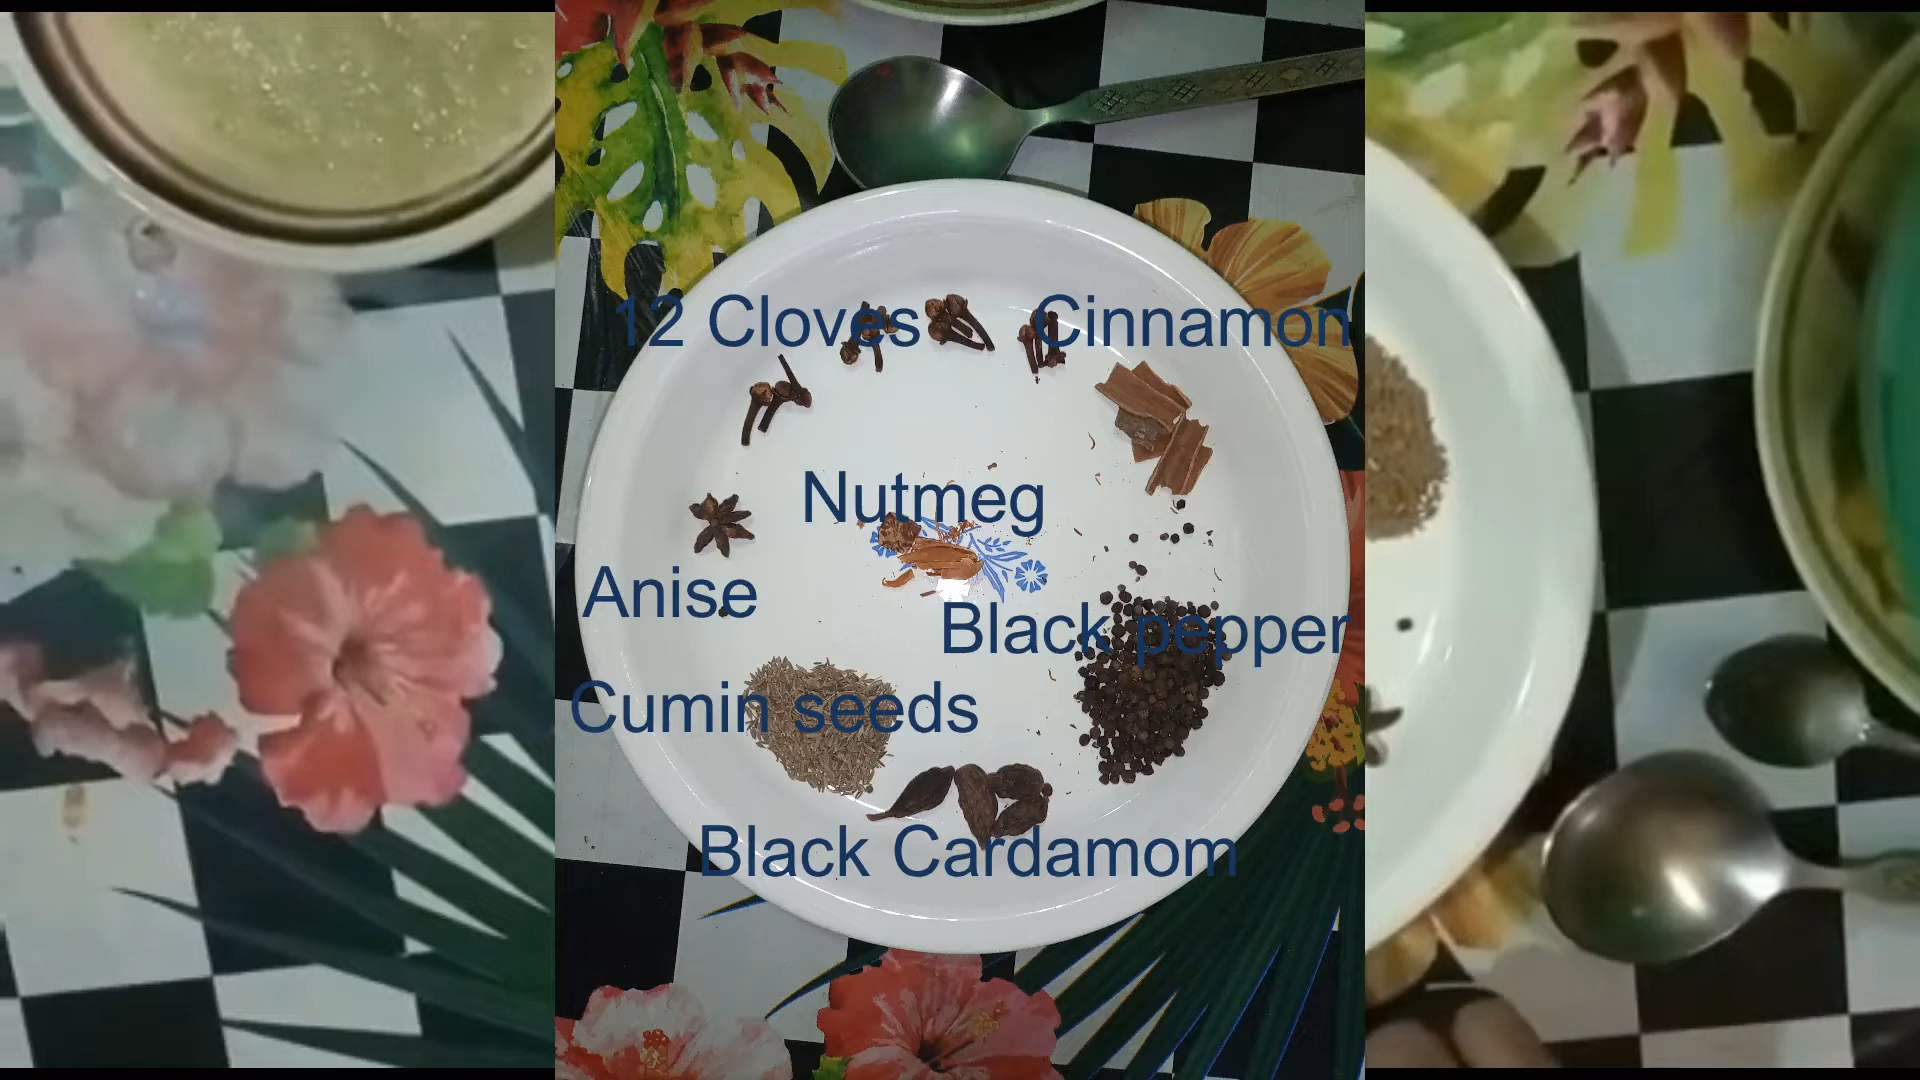 12 Cloves
Cinnamon
Nutmeg
Anise
Black pepper
Cumin seeds
Black Cardamom